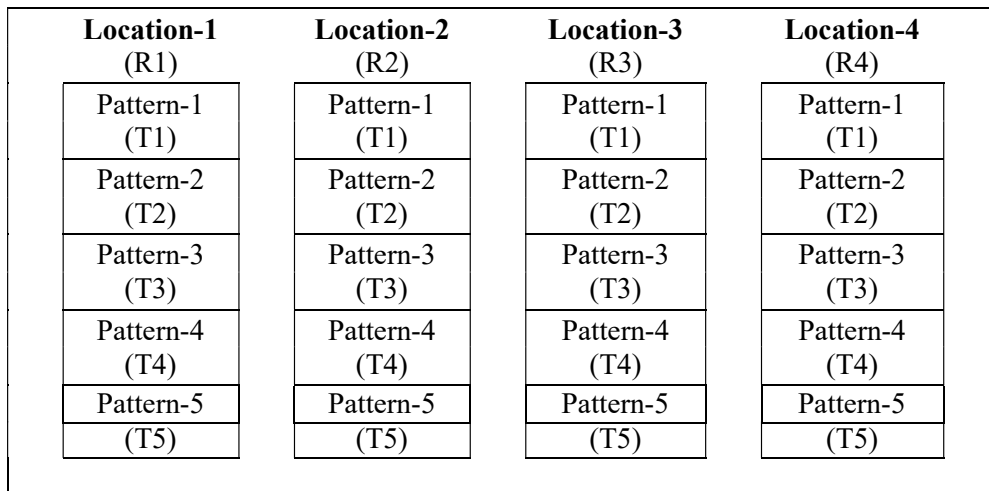 Location-1 Location-2 Location-3 Location-4
(R1) (R2) (R3) (R4)
Pattern-1 Pattern-1 Pattern-1 Pattern-1
(T1) (T1) (T1) (T1)
Pattern-2 Pattern-2 Pattern-2 Pattern-2
(T2) (T2) (T2) (T2)
Pattern-3 Pattern-3 Pattern-3 Pattern-3
(T3) (T3) (T3) (T3)
Pattern-4 Pattern-4 Pattern-4 Pattern-4
(T4) (T4) (T4) (T4)
Pattern-5 Pattern-5 Pattern-5 Pattern-5
(T5) (T5) (T5) (T5)